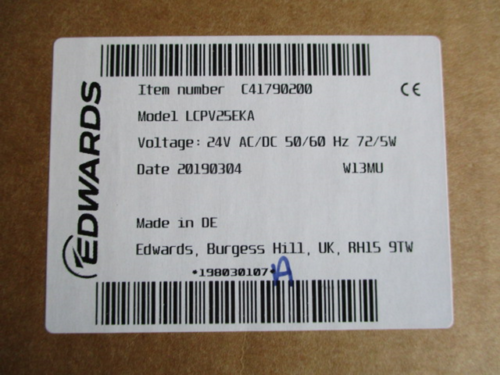 EDWARDS
Item number C41790200 CE
Model LCPV25EKA
Voltage: 24V AC/DC 50/60 Hz 72/5W
Date 20190304 W13MU
Made in DE
Edwards, Burgess Hill, UK, RH15 9TW
*198030107* A